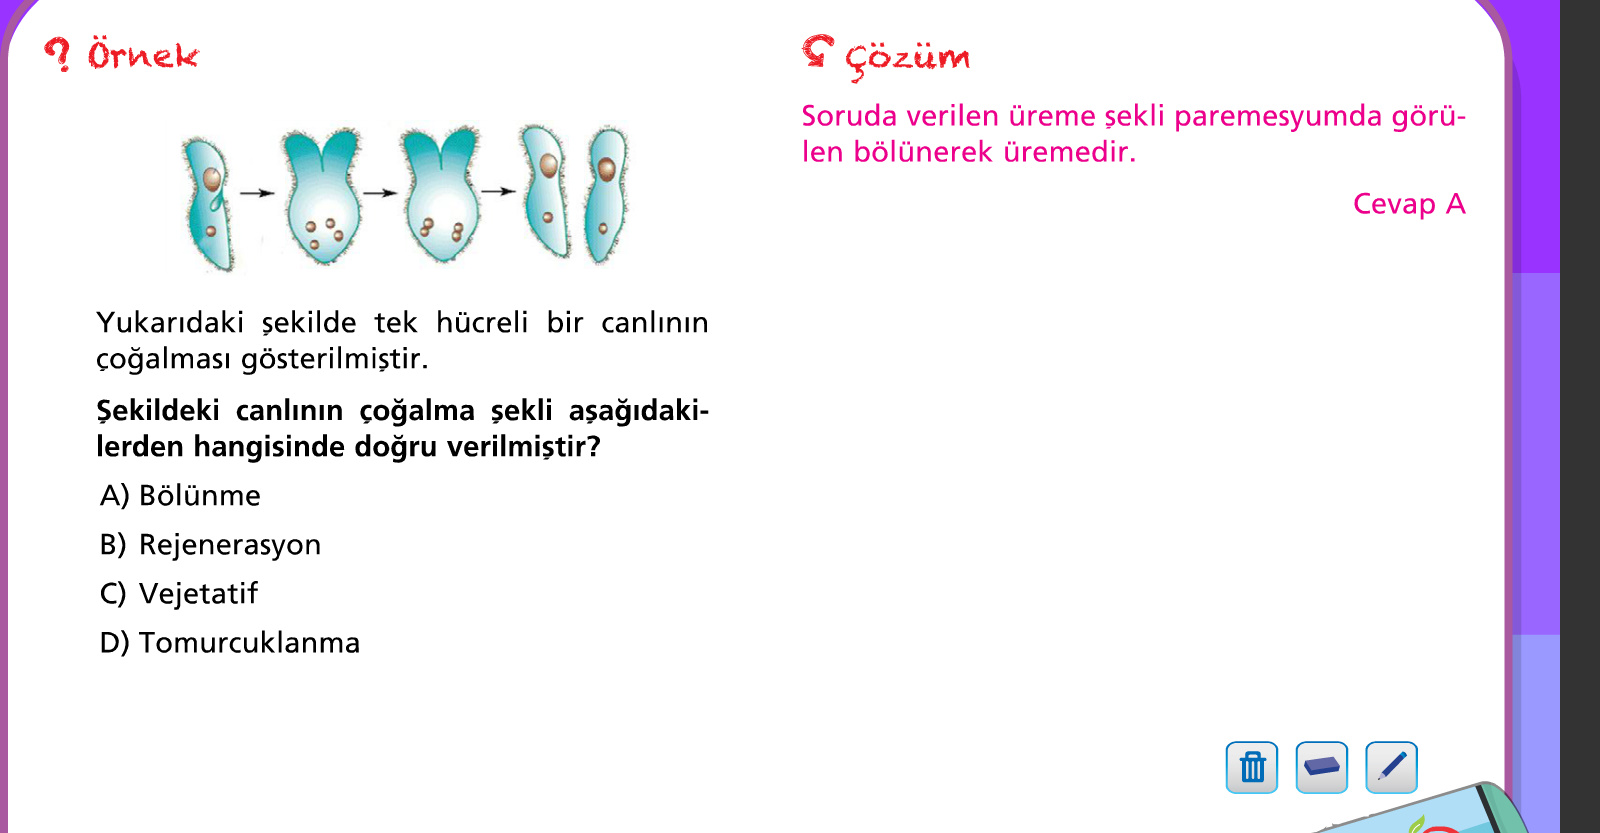 ? Örnek
Yukarıdaki şekilde tek hücreli bir canlının
çoğalması gösterilmiştir.
Şekildeki canlının çoğalma şekli aşağıdaki-
lerden hangisinde doğru verilmiştir?
A) Bölünme
B) Rejenerasyon
C) Vejetatif
D) Tomurcuklanma
Çözüm
Soruda verilen üreme şekli paremesyumda görü-
len bölünerek üremedir.
Cevap A